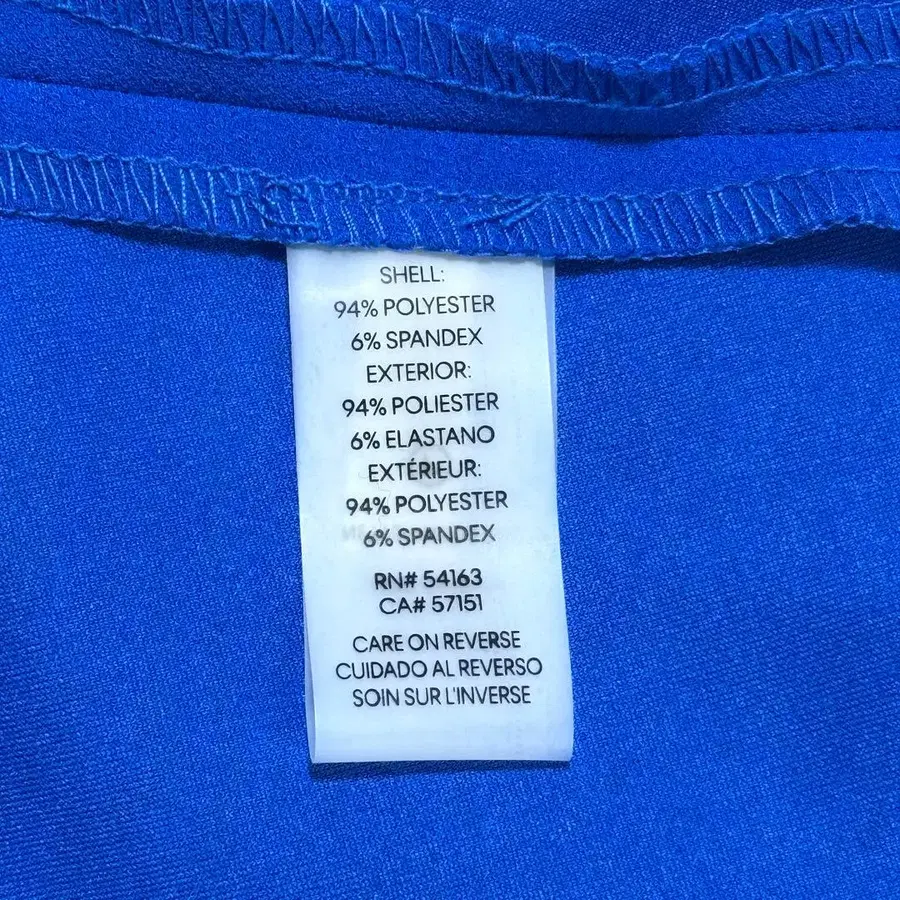 SHELL:
94% POLYESTER
6% SPANDEX
EXTERIOR:
94% POLIESTER
6% ELASTANO
EXTÉRIEUR:
94% POLYESTER
6% SPANDEX
RN# 54163
CA# 57151
CARE ON REVERSE
CUIDADO AL REVERSO
SOIN SUR L'INVERSE